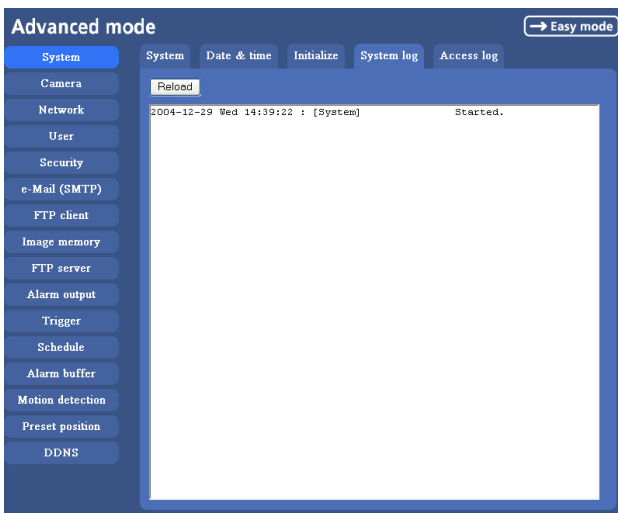 Advanced mode
→ Easy mode
System
Camera
Network
User
Security
e-Mail (SMTP)
FTP client
Image memory
FTP server
Alarm output
Trigger
Schedule
Alarm buffer
Motion detection
Preset position
DDNS
System Date & time Initialize System log Access log
Reload
2004-12-29 Wed 14:39:22 : [System] Started.